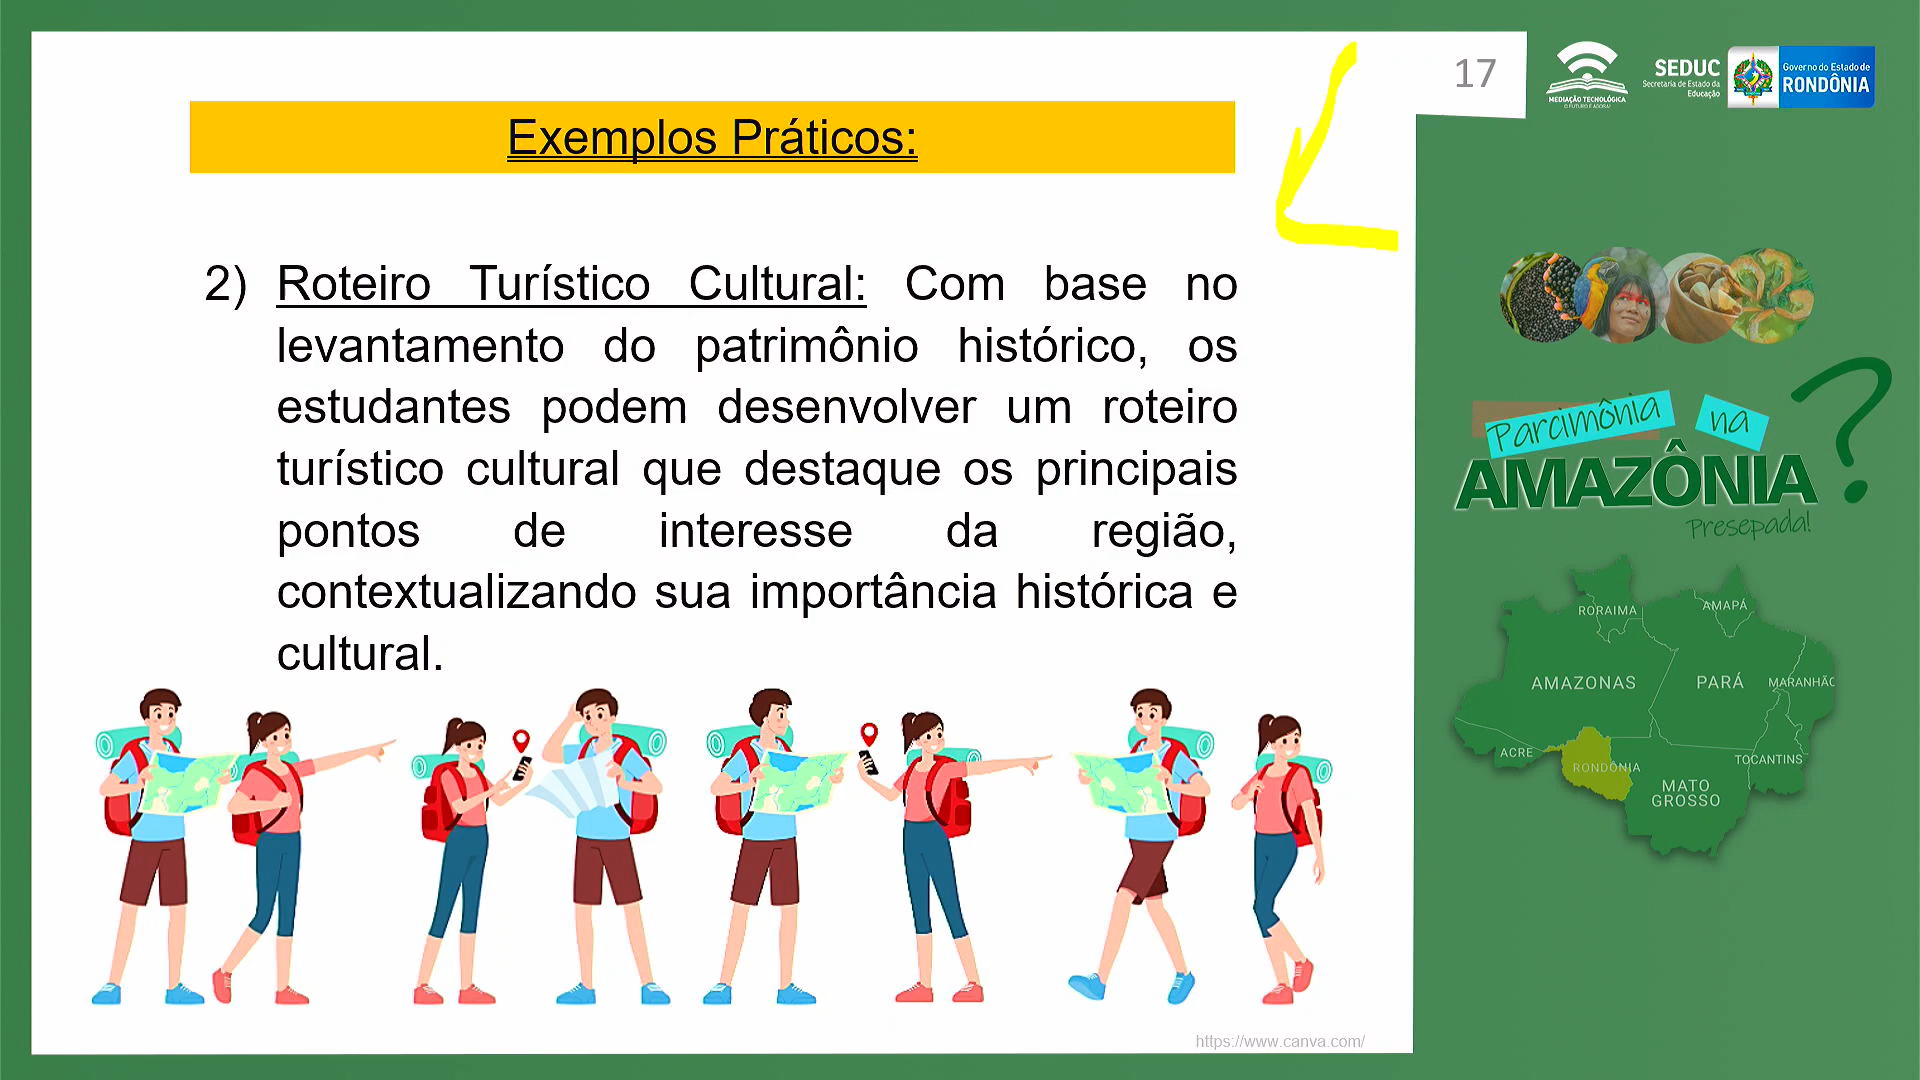 17
MEDIAÇÃO TECNOLÓGICA
O FUTURO É AGORA!
SEDUC
Secretaria de Estado da
Educação
Governo do Estado de
RONDÔNIA
Exemplos Práticos:
2) Roteiro Turístico Cultural: Com base no
levantamento do patrimônio histórico, os
estudantes podem desenvolver um roteiro
turístico cultural que destaque os principais
pontos de interesse da região,
contextualizando sua importância histórica e
cultural.
Parcimônia na
AMAZÔNIA?
Presepada!
RORAIMA
AMAPÁ
AMAZONAS
PARÁ
MARANHÃO
ACRE
RONDÔNIA
TOCANTINS
MATO
GROSSO
https://www.canva.com/